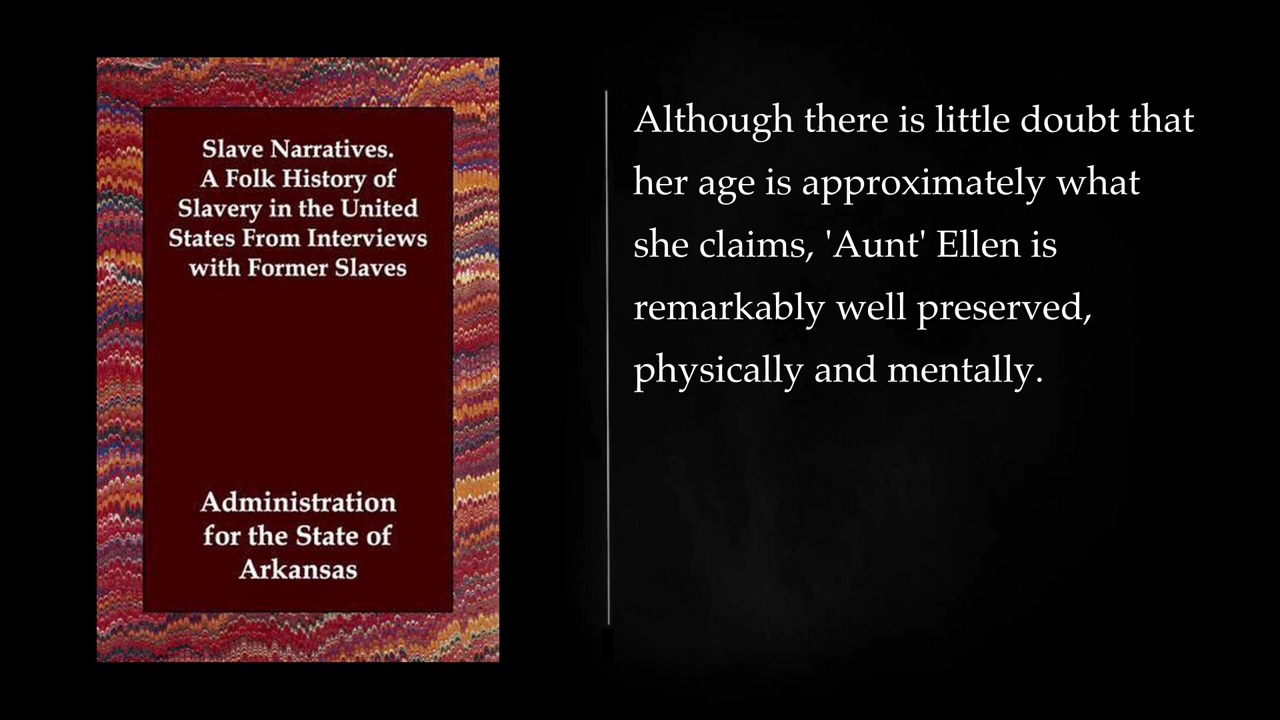 Slave Narratives.
A Folk History of
Slavery in the United
States From Interviews
with Former Slaves
Administration
for the State of
Arkansas
Although there is little doubt that
her age is approximately what
she claims, 'Aunt' Ellen is
remarkably well preserved,
physically and mentally.